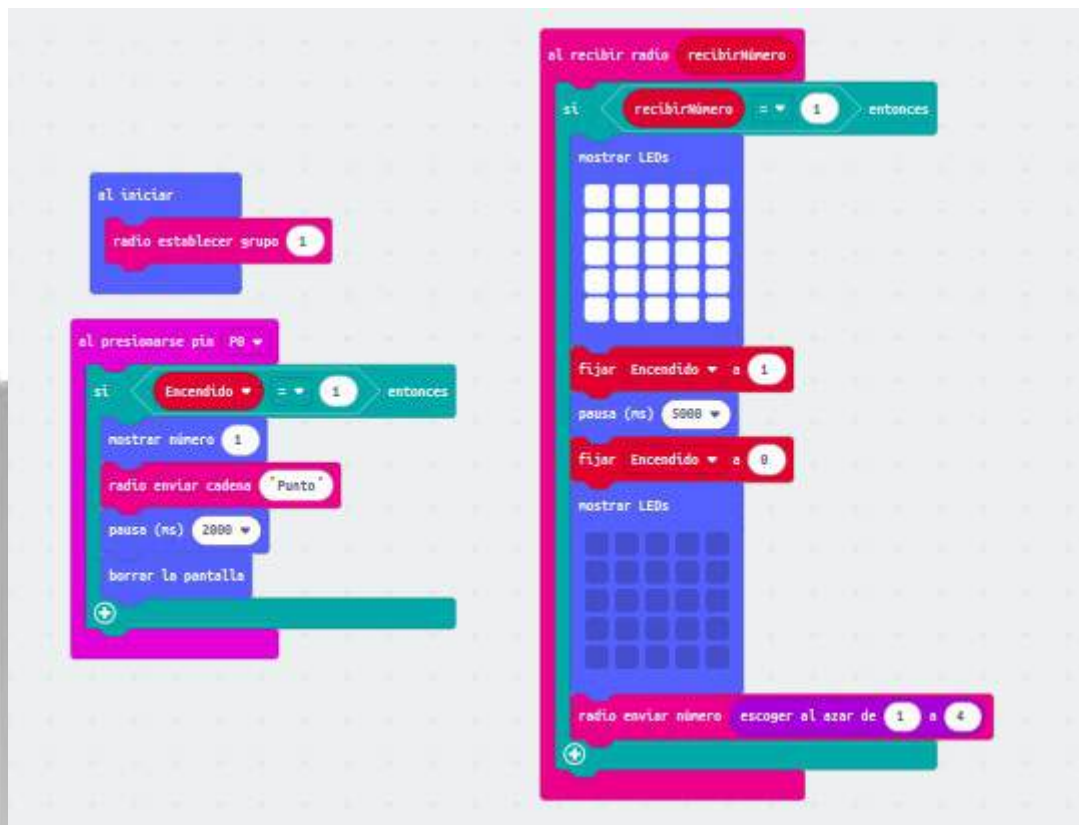 al iniciar
radio establecer grupo 1
al presionarse pin P0
si Encendido = 1 entonces
mostrar número 1
radio enviar cadena "Punto"
pausa (ms) 2000
borrar la pantalla
al recibir radio recibirNúmero
si recibirNúmero = 1 entonces
mostrar LEDs
fijar Encendido a 1
pausa (ms) 5000
fijar Encendido a 0
mostrar LEDs
radio enviar número escoger al azar de 1 a 4